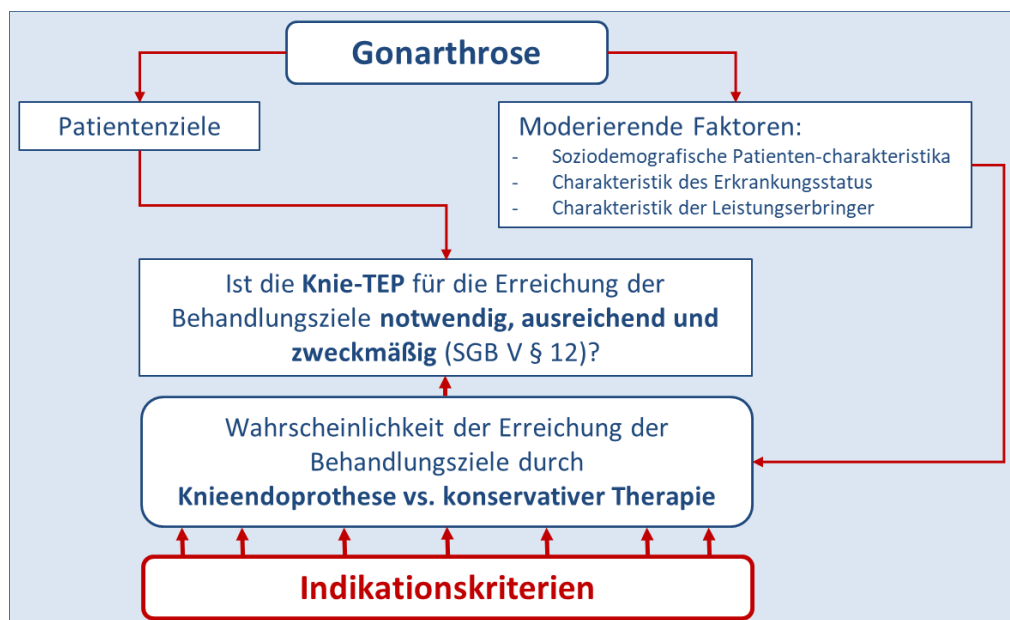 Gonarthrose
Patientenziele
Moderierende Faktoren:
- Soziodemografische Patienten-charakteristika
- Charakteristik des Erkrankungsstatus
- Charakteristik der Leistungserbringer
Ist die Knie-TEP für die Erreichung der
Behandlungsziele notwendig, ausreichend und
zweckmäßig (SGB V § 12)?
Wahrscheinlichkeit der Erreichung der
Behandlungsziele durch
Knieendoprothese vs. konservativer Therapie
Indikationskriterien